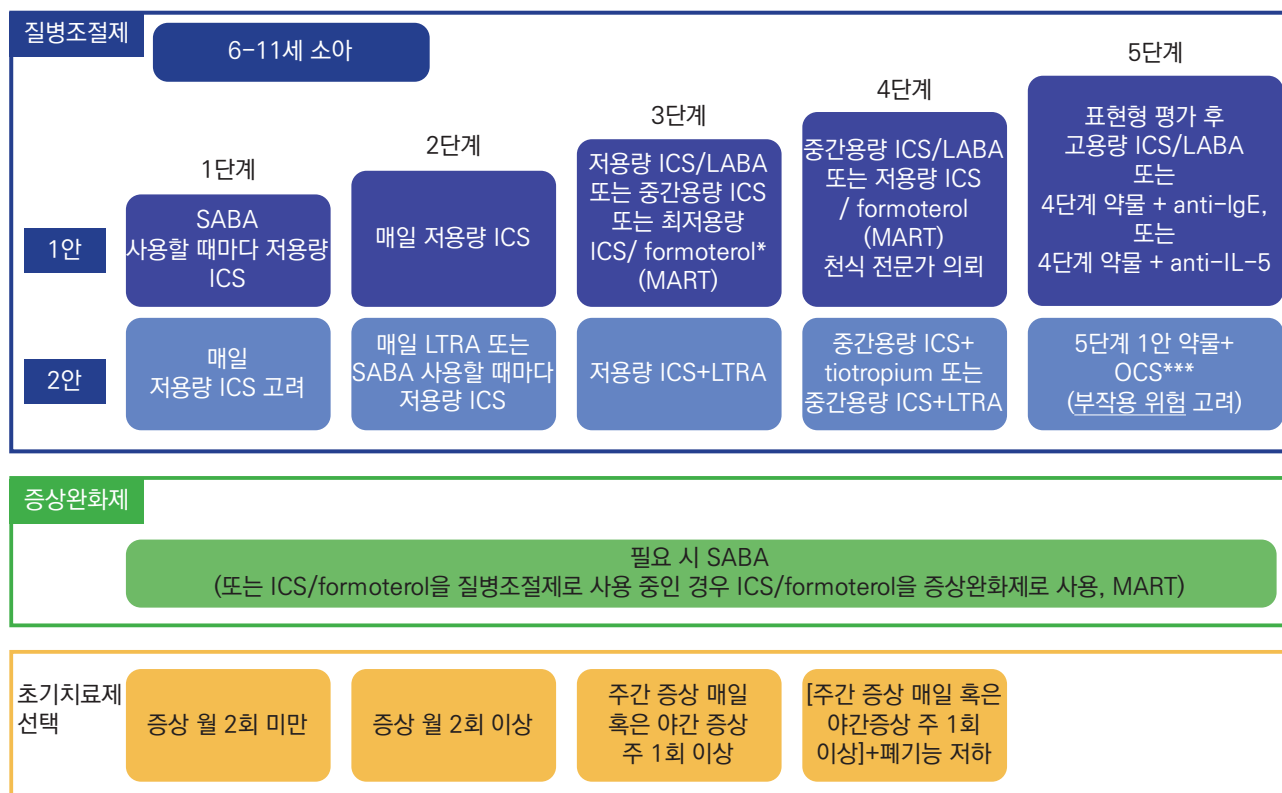 질병조절제
6-11세 소아
1단계
SABA
사용할 때마다 저용량
ICS
2단계
매일 저용량 ICS
3단계
저용량 ICS/LABA
또는 중간용량 ICS
또는 최저용량
ICS/ formoterol*
(MART)
4단계
중간용량 ICS/LABA
또는 저용량 ICS
/ formoterol
(MART)
천식 전문가 의뢰
5단계
표현형 평가 후
고용량 ICS/LABA
또는
4단계 약물 + anti-IgE,
또는
4단계 약물 + anti-IL-5
1안
2안
매일
저용량 ICS 고려
매일 LTRA 또는
SABA 사용할 때마다
저용량 ICS
저용량 ICS+LTRA
중간용량 ICS+
tiotropium 또는
중간용량 ICS+LTRA
5단계 1안 약물+
OCS***
(부작용 위험 고려)
증상완화제
필요 시 SABA
(또는 ICS/formoterol을 질병조절제로 사용 중인 경우 ICS/formoterol을 증상완화제로 사용, MART)
초기치료제
선택
증상 월 2회 미만
증상 월 2회 이상
주간 증상 매일
혹은 야간 증상
주 1회 이상
[주간 증상 매일 혹은
야간증상 주 1회
이상]+폐기능 저하